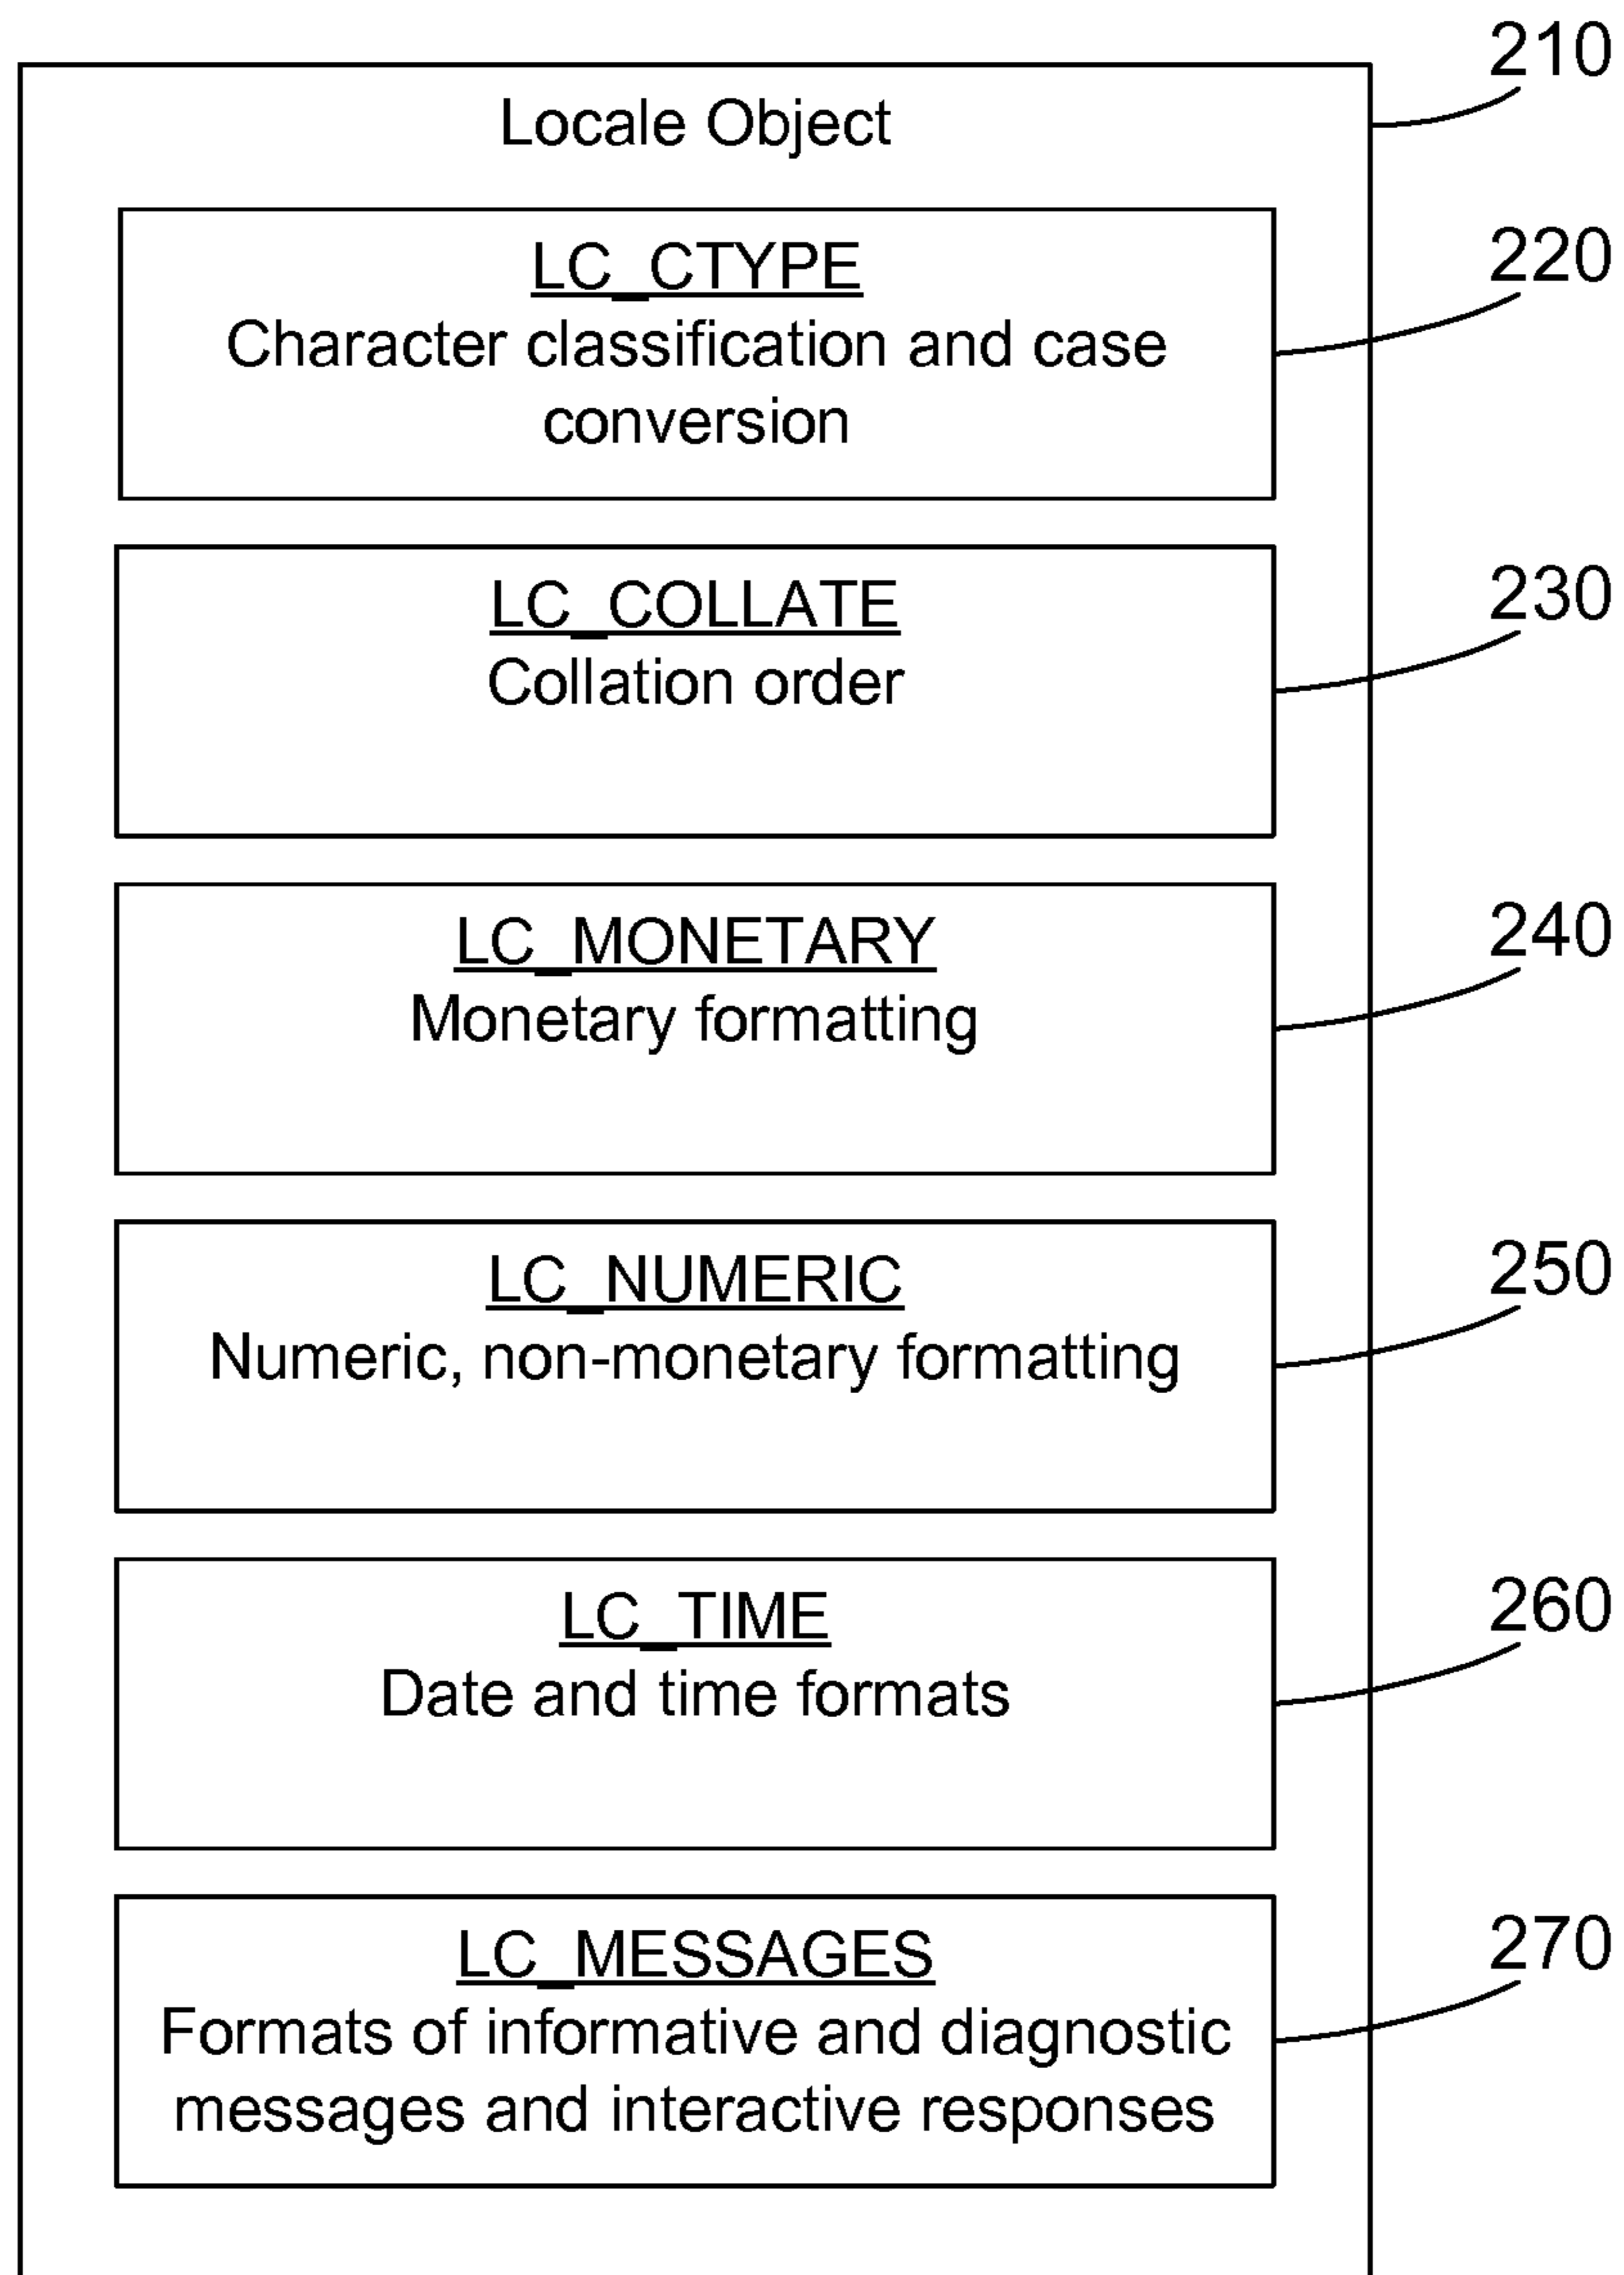 210
Locale Object
220
LC_CTYPE
Character classification and case
conversion
230
LC_COLLATE
Collation order
240
LC_MONETARY
Monetary formatting
250
LC_NUMERIC
Numeric, non-monetary formatting
260
LC_TIME
Date and time formats
270
LC_MESSAGES
Formats of informative and diagnostic
messages and interactive responses